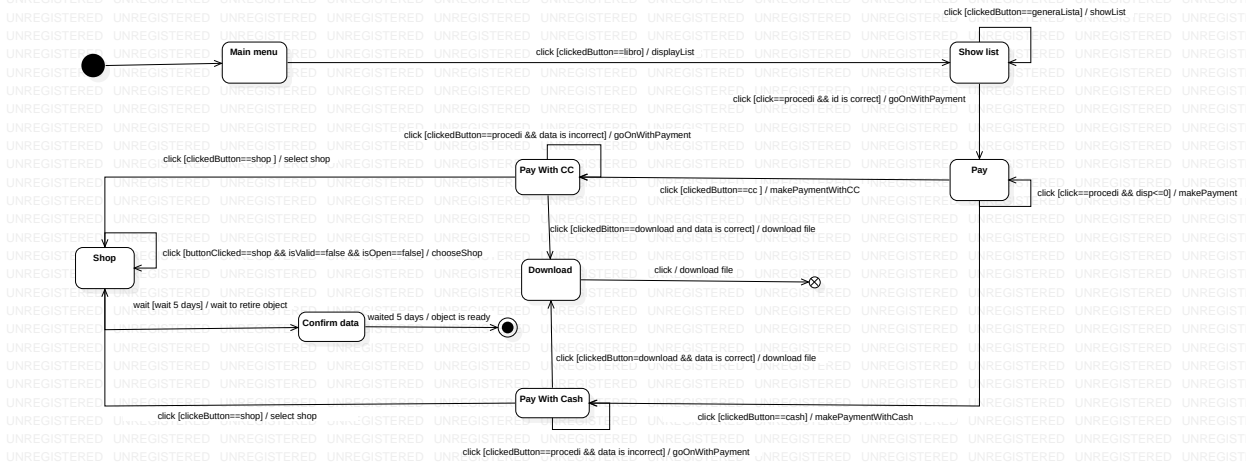 click [clickedButton==generaLista] / showList
Main menu
click [clickedButton==libro] / displayList
Show list
click [click==procedi && id is correct] / goOnWithPayment
click [clickedButton==procedi && data is incorrect] / goOnWithPayment
click [clickedButton==shop ] / select shop
Pay With CC
Pay
click [clickedButton==cc ] / makePaymentWithCC
click [click==procedi && disp<=0] / makePayment
click [clickedBitton==download and data is correct] / download file
Shop
click [buttonClicked==shop && isValid==false && isOpen==false] / chooseShop
Download
click / download file
wait [wait 5 days] / wait to retire object
Confirm data
waited 5 days / object is ready
click [clickedButton=download && data is correct] / download file
Pay With Cash
click [clickeButton==shop] / select shop
click [clickedButton==cash] / makePaymentWithCash
click [clickedButton==procedi && data is incorrect] / goOnWithPayment